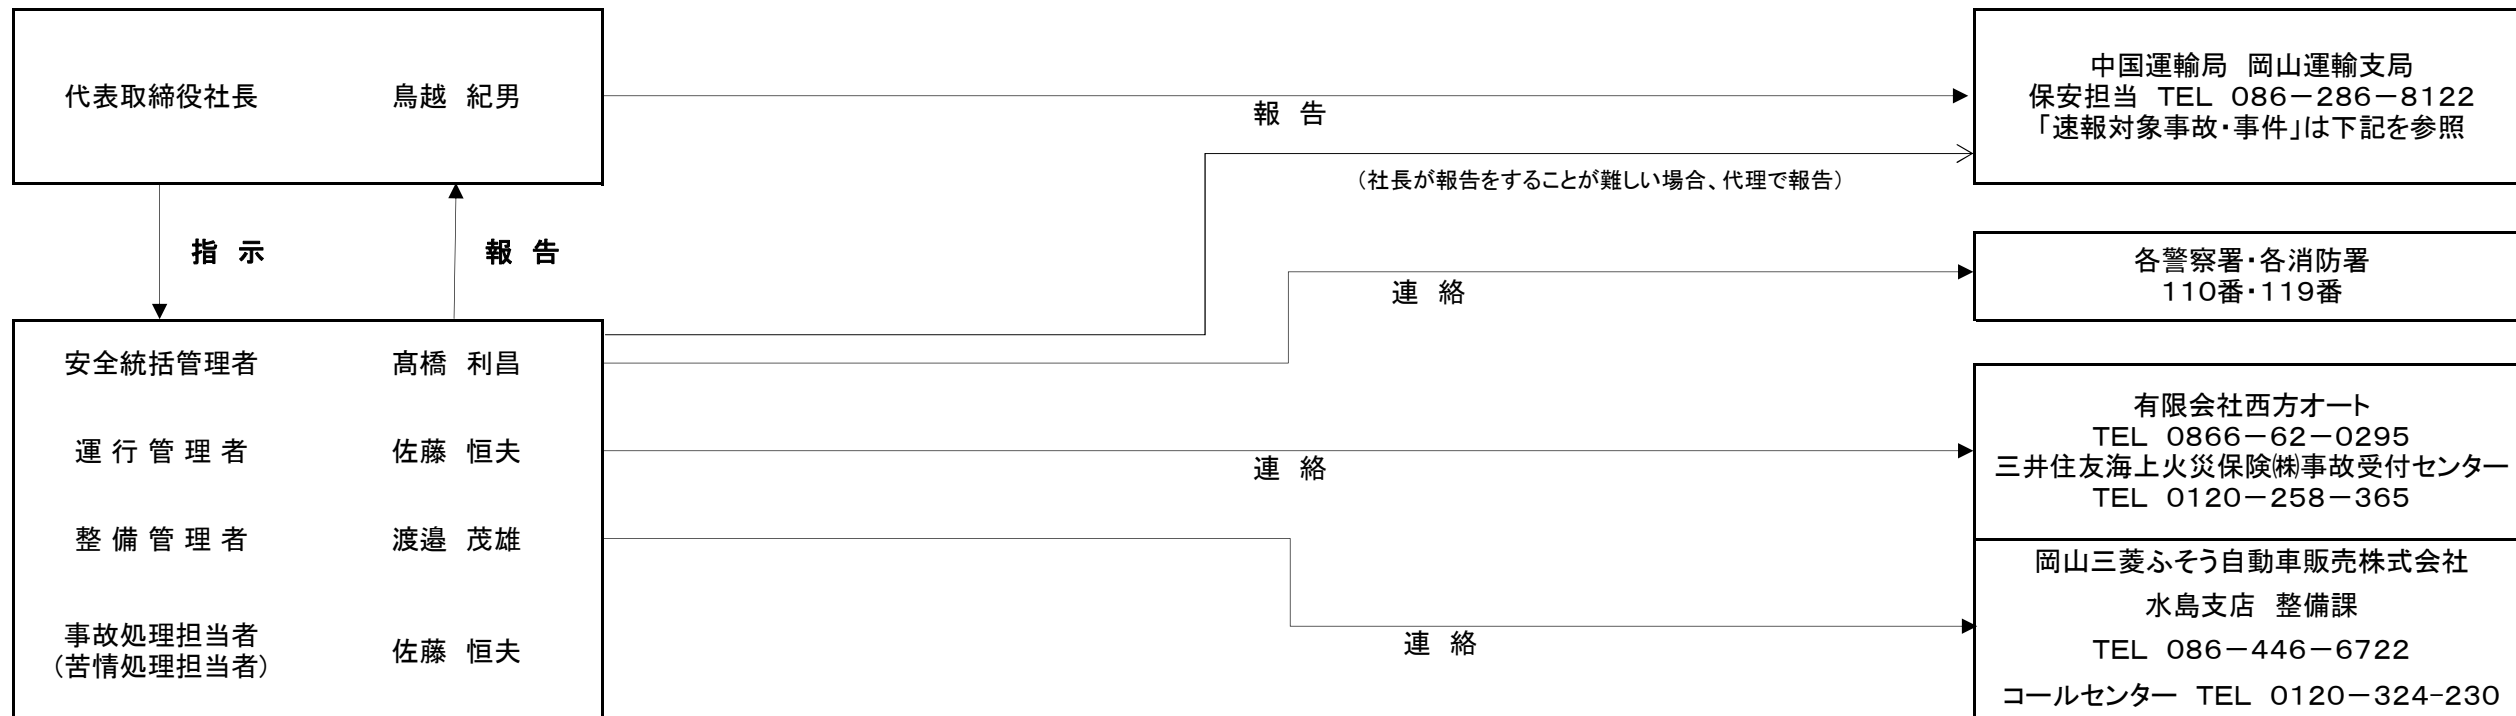 代表取締役社長 鳥越 紀男
中国運輸局 岡山運輸支局
保安担当 TEL 086－286－8122
「速報対象事故・事件」は下記を参照
報 告
（社長が報告をすることが難しい場合、代理で報告）
指 示
報 告
各警察署・各消防署
110番・119番
連 絡
安全統括管理者 髙橋 利昌
運 行 管 理 者 佐藤 恒夫
整 備 管 理 者 渡邉 茂雄
事故処理担当者
（苦情処理担当者） 佐藤 恒夫
有限会社西方オート
TEL 0866－62－0295
三井住友海上火災保険㈱事故受付センター
TEL 0120－258－365
連 絡
岡山三菱ふそう自動車販売株式会社
水島支店 整備課
TEL 086－446－6722
コールセンター TEL 0120－324-230
連 絡